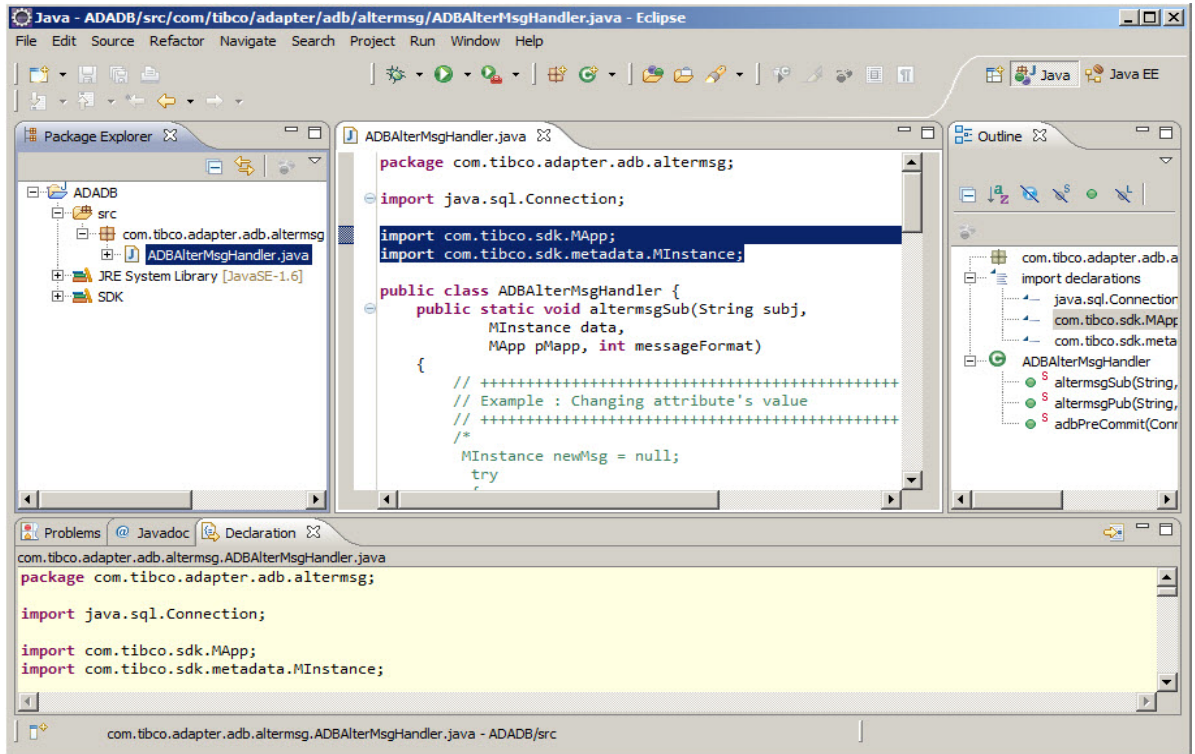 Java - ADADB/src/com/tibco/adapter/adb/altermsg/ADBAlterMsgHandler.java - Eclipse
File Edit Source Refactor Navigate Search Project Run Window Help
Java Java EE
Package Explorer
ADADB
src
com.tibco.adapter.adb.altermsg
ADBAlterMsgHandler.java
JRE System Library [JavaSE-1.6]
SDK
ADBAlterMsgHandler.java
package com.tibco.adapter.adb.altermsg;
import java.sql.Connection;
import com.tibco.sdk.MApp;
import com.tibco.sdk.metadata.MInstance;
public class ADBAlterMsgHandler {
public static void altermsgSub(String subj,
MInstance data,
MApp pMapp, int messageFormat)
{
// ++++++++++++++++++++++++++++++++++++++++++++++
// Example : Changing attribute's value
// ++++++++++++++++++++++++++++++++++++++++++++++
/*
MInstance newMsg = null;
try
Outline
com.tibco.adapter.adb.a
import declarations
java.sql.Connection
com.tibco.sdk.MApp
com.tibco.sdk.meta
ADBAlterMsgHandler
S altermsgSub(String,
S altermsgPub(String,
S adbPreCommit(Conr
Problems @ Javadoc Declaration
com.tibco.adapter.adb.altermsg.ADBAlterMsgHandler.java
package com.tibco.adapter.adb.altermsg;
import java.sql.Connection;
import com.tibco.sdk.MApp;
import com.tibco.sdk.metadata.MInstance;
com.tibco.adapter.adb.altermsg.ADBAlterMsgHandler.java - ADADB/src